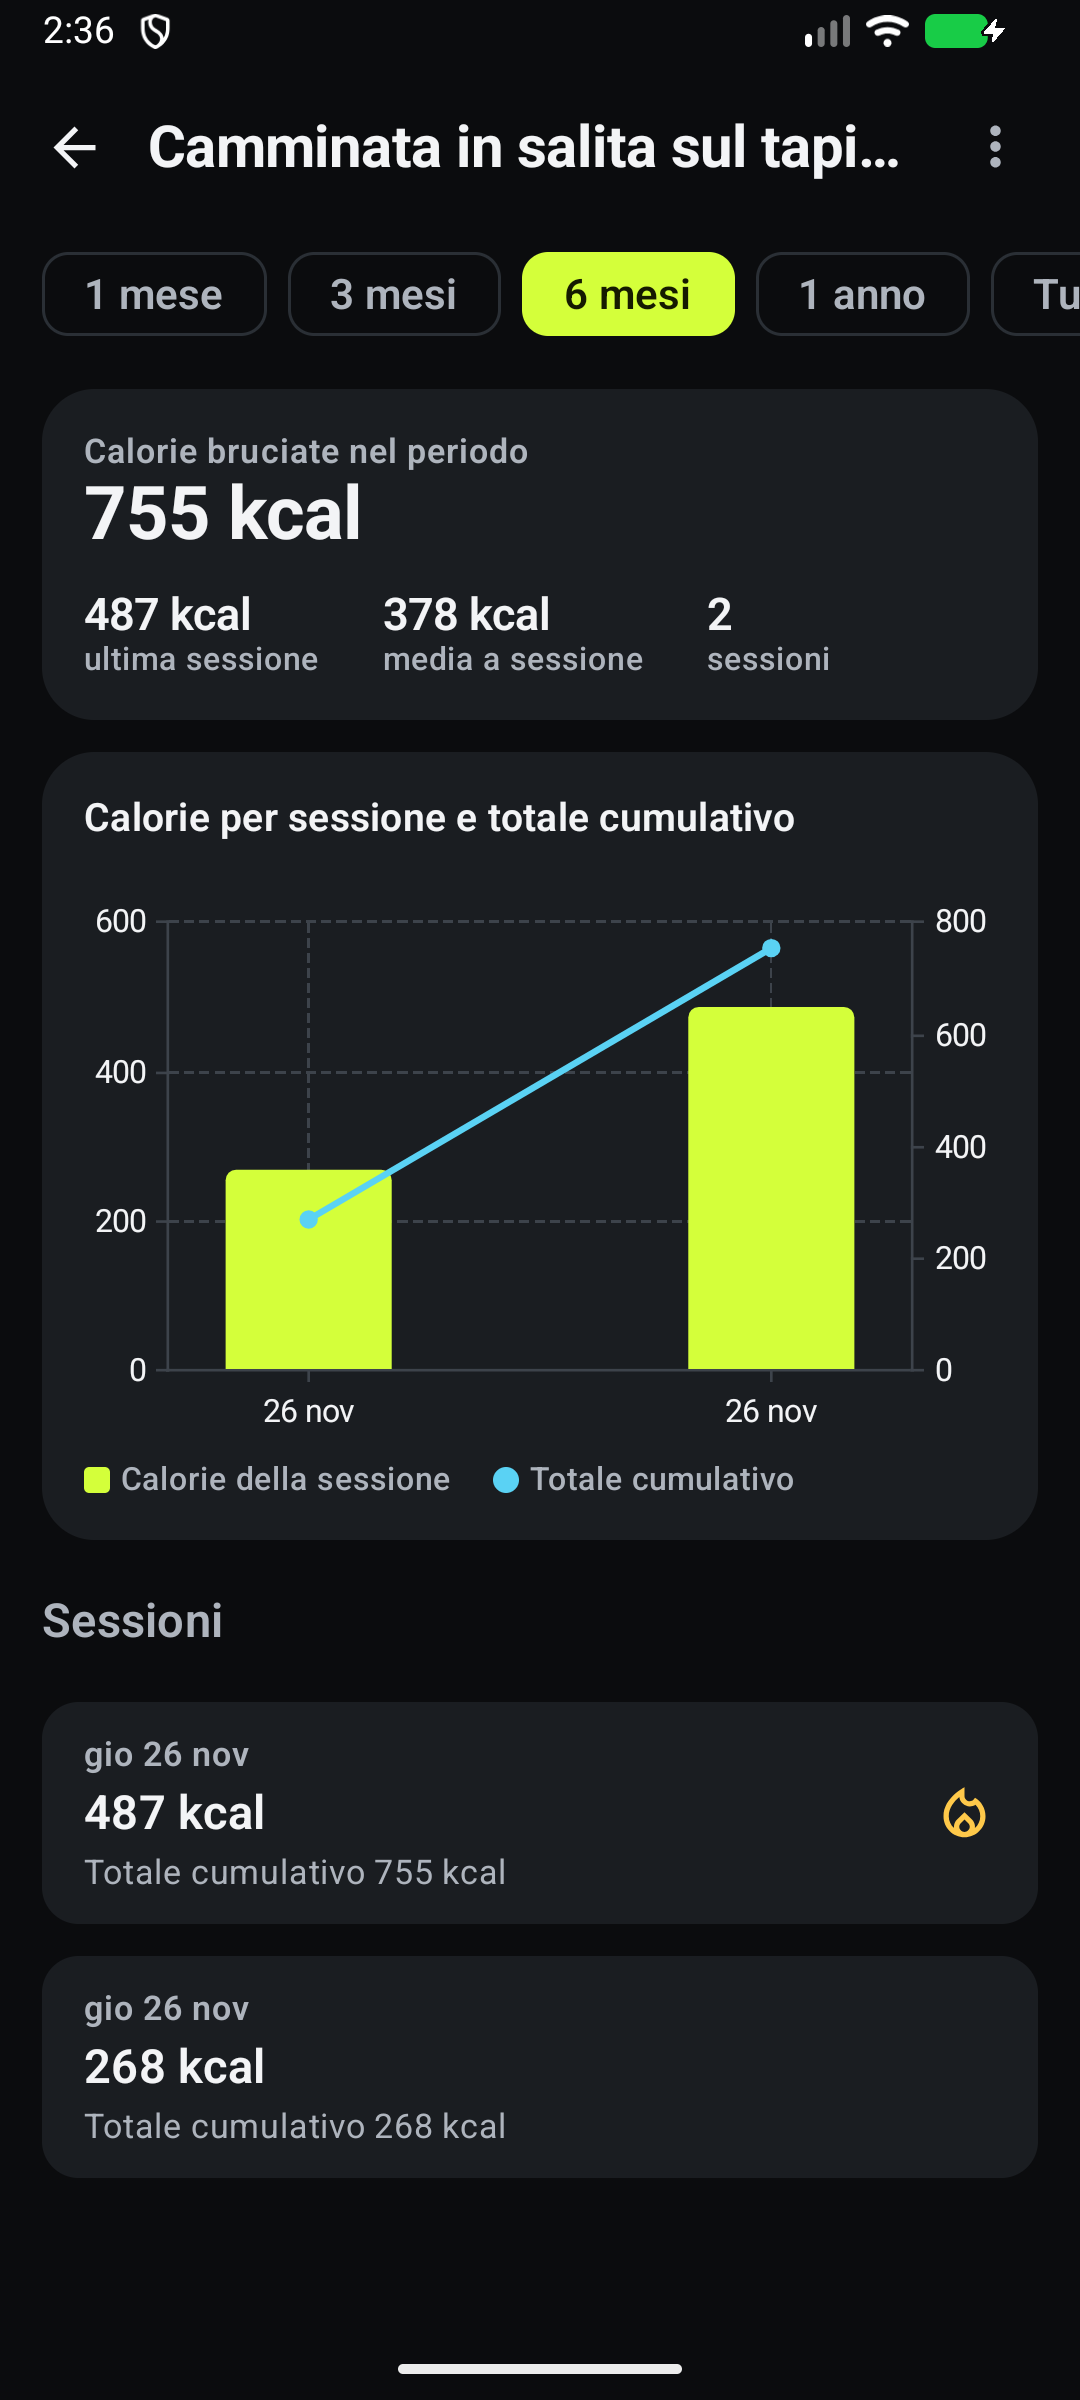 2:36
Camminata in salita sul tapi...
1 mese
3 mesi
6 mesi
1 anno
Tu
Calorie bruciate nel periodo
755 kcal
487 kcal
ultima sessione
378 kcal
media a sessione
2
sessioni
Calorie per sessione e totale cumulativo
600
400
200
0
800
600
400
200
0
26 nov
26 nov
Calorie della sessione
Totale cumulativo
Sessioni
gio 26 nov
487 kcal
Totale cumulativo 755 kcal
gio 26 nov
268 kcal
Totale cumulativo 268 kcal